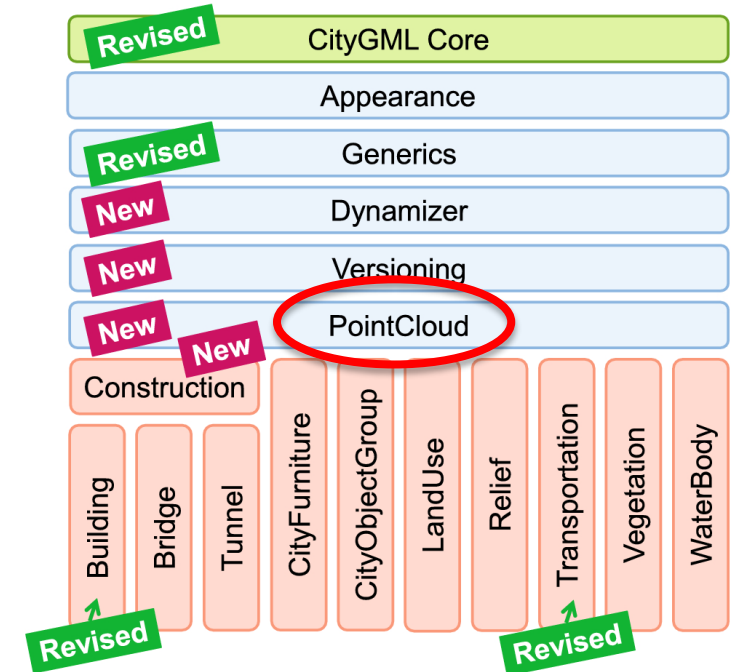 Revised
CityGML Core
Appearance
Revised
Generics
New
Dynamizer
New
Versioning
New
PointCloud
New
Construction
Building
Bridge
Tunnel
CityFurniture
CityObjectGroup
LandUse
Relief
Transportation
Vegetation
WaterBody
Revised
Revised